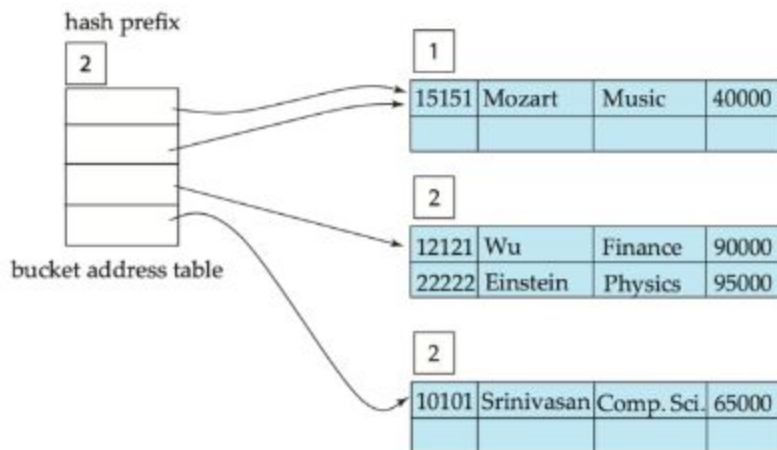 hash prefix
2
bucket address table
1
15151 Mozart Music 40000
2
12121 Wu Finance 90000
22222 Einstein Physics 95000
2
10101 Srinivasan Comp. Sci. 65000